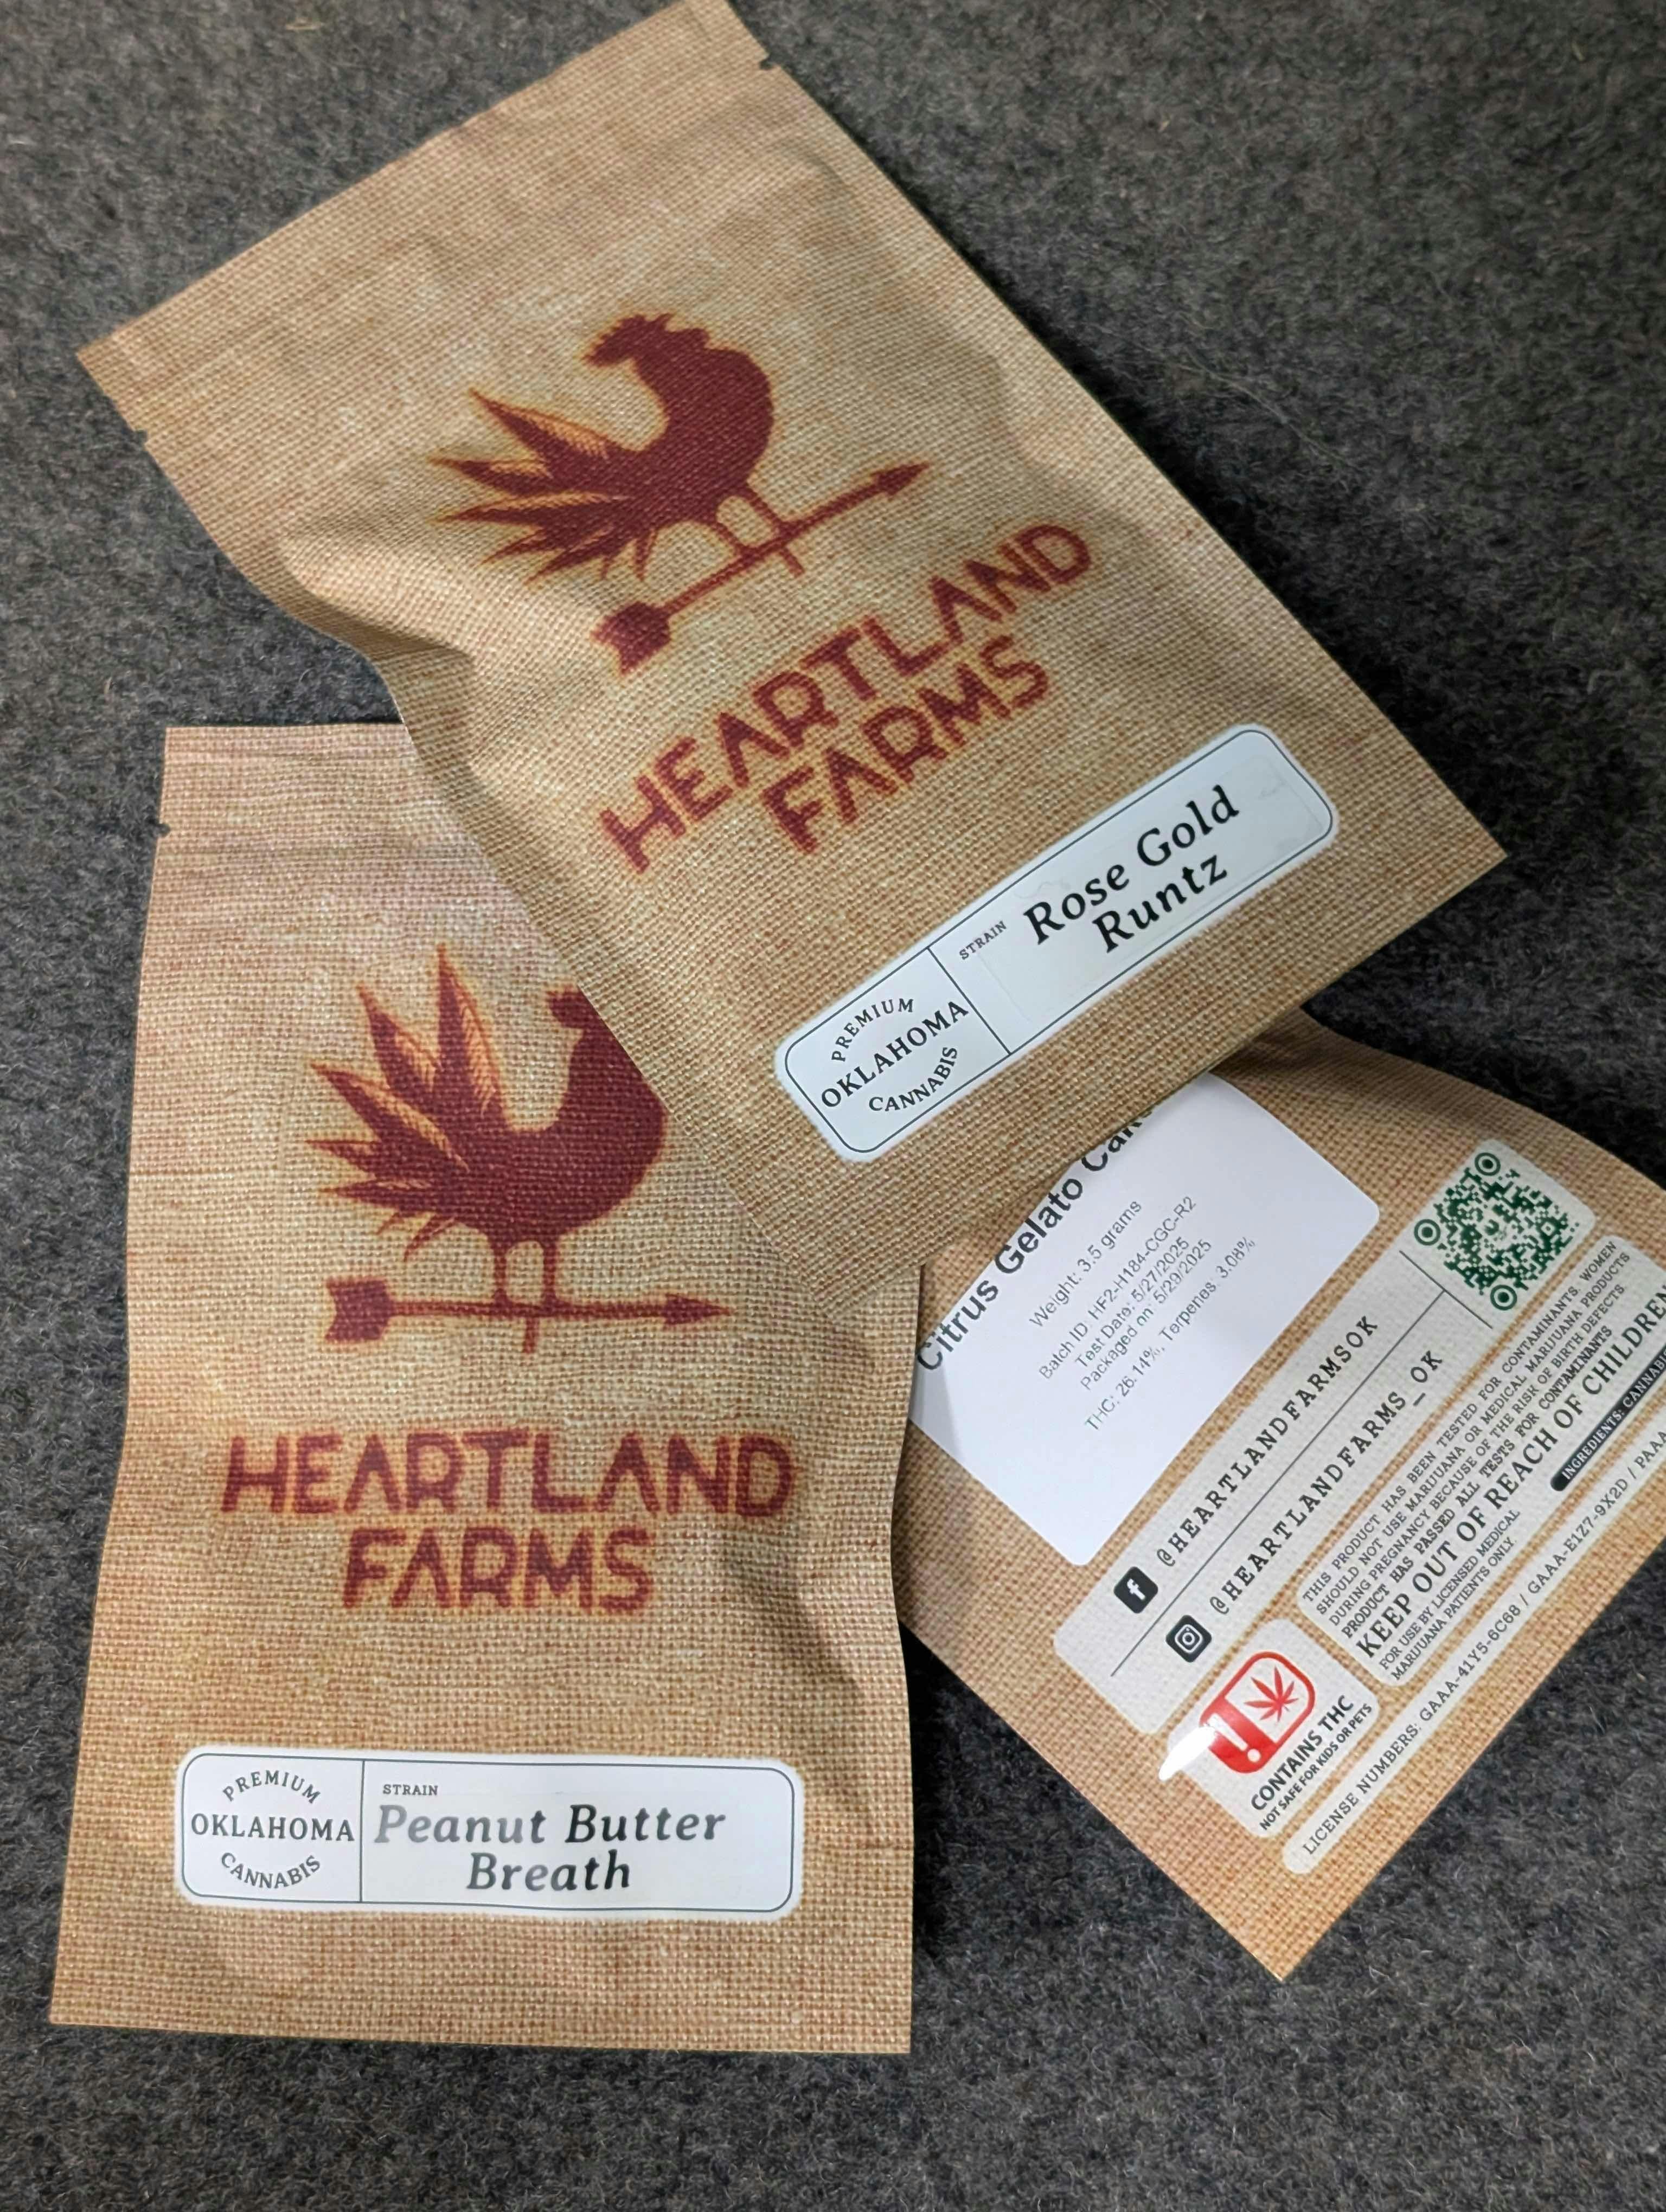 HEARTLAND
FARMS
PREMIUM
OKLAHOMA
CANNABIS
STRAIN
Rose Gold
Runtz
HEARTLAND
FARMS
PREMIUM
OKLAHOMA
CANNABIS
STRAIN
Peanut Butter
Breath
Citrus Gelato
Weight: 3.5 grams
Batch ID: HF2-H184-CGC-R2
Test Date: 5/27/2025
Packaged on: 5/29/2025
THC: 26.14%, Terpenes: 3.08%
@HEARTLANDFARMSOK
@HEARTLANDFARMS_OK
THIS PRODUCT HAS BEEN TESTED FOR CONTAMINANTS. WOMEN
SHOULD NOT USE MARIJUANA OR MEDICAL MARIJUANA PRODUCTS
DURING PREGNANCY BECAUSE OF THE RISK OF BIRTH DEFECTS
PRODUCT HAS PASSED ALL TESTS FOR CONTAMINANTS
KEEP OUT OF REACH OF CHILDREN
FOR USE BY LICENSED MEDICAL
MARIJUANA PATIENTS ONLY
INGREDIENTS: CANNABIS
CONTAINS THC
NOT SAFE FOR KIDS OR PETS
LICENSE NUMBERS: GAAA-41Y5-6C68 / GAAA-E1Z7-9X2D / PAAA